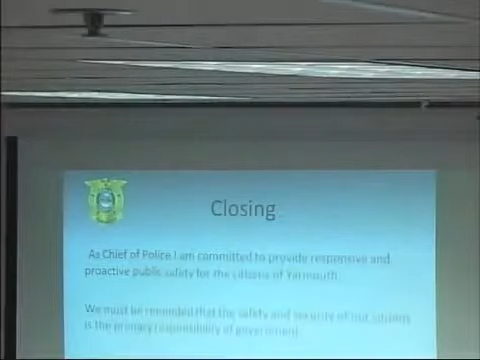 Closing
As Chief of Police I am committed to provide responsive and
proactive public safety for the citizens of Yarmouth
We must be reminded that the safety and security of our citizens
is the primary responsibility of government.